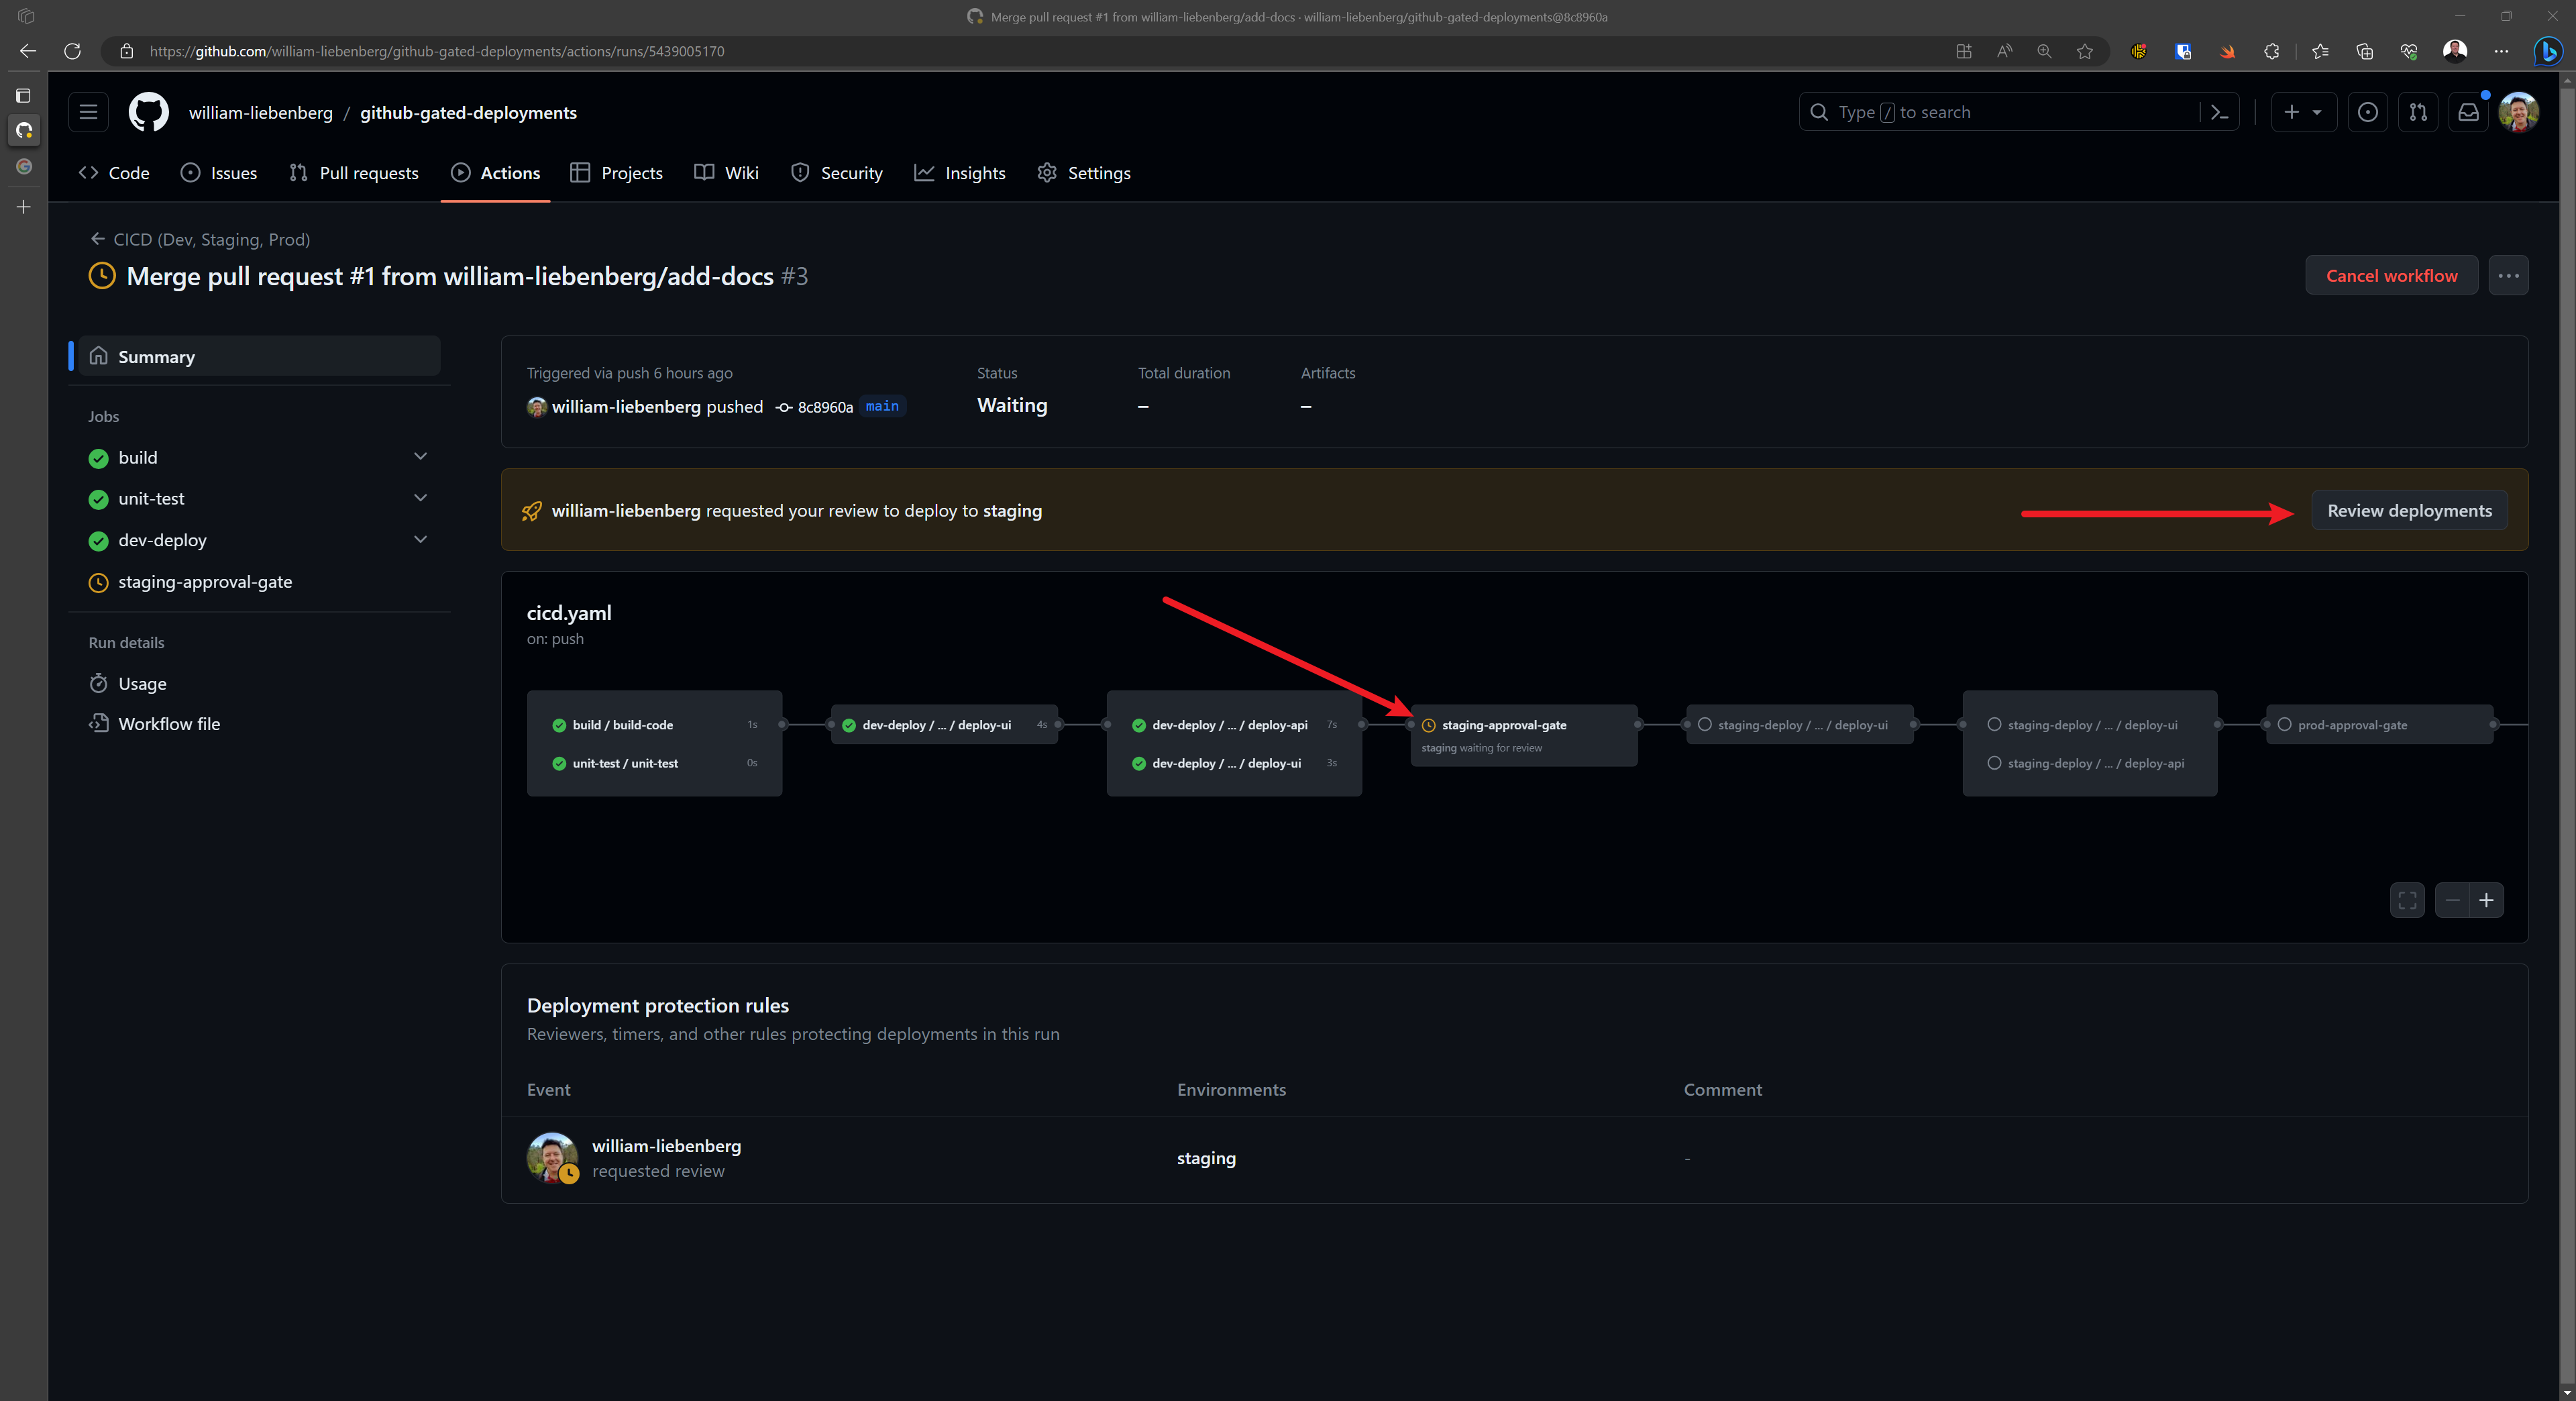 Merge pull request #1 from william-liebenberg/add-docs · william-liebenberg/github-gated-deployments@8c8960a
https://github.com/william-liebenberg/github-gated-deployments/actions/runs/5439005170
william-liebenberg / github-gated-deployments
Type / to search
Code Issues Pull requests Actions Projects Wiki Security Insights Settings
CICD (Dev, Staging, Prod)
Merge pull request #1 from william-liebenberg/add-docs #3
Cancel workflow
Summary
Jobs
build
unit-test
dev-deploy
staging-approval-gate
Run details
Usage
Workflow file
Triggered via push 6 hours ago
william-liebenberg pushed 8c8960a main
Status
Waiting
Total duration
–
Artifacts
–
william-liebenberg requested your review to deploy to staging
Review deployments
cicd.yaml
on: push
build / build-code 1s
unit-test / unit-test 0s
dev-deploy / ... / deploy-ui 4s
dev-deploy / ... / deploy-api 7s
dev-deploy / ... / deploy-ui 3s
staging-approval-gate
staging waiting for review
staging-deploy / ... / deploy-ui
staging-deploy / ... / deploy-ui
staging-deploy / ... / deploy-api
prod-approval-gate
Deployment protection rules
Reviewers, timers, and other rules protecting deployments in this run
Event Environments Comment
william-liebenberg
requested review
staging
-